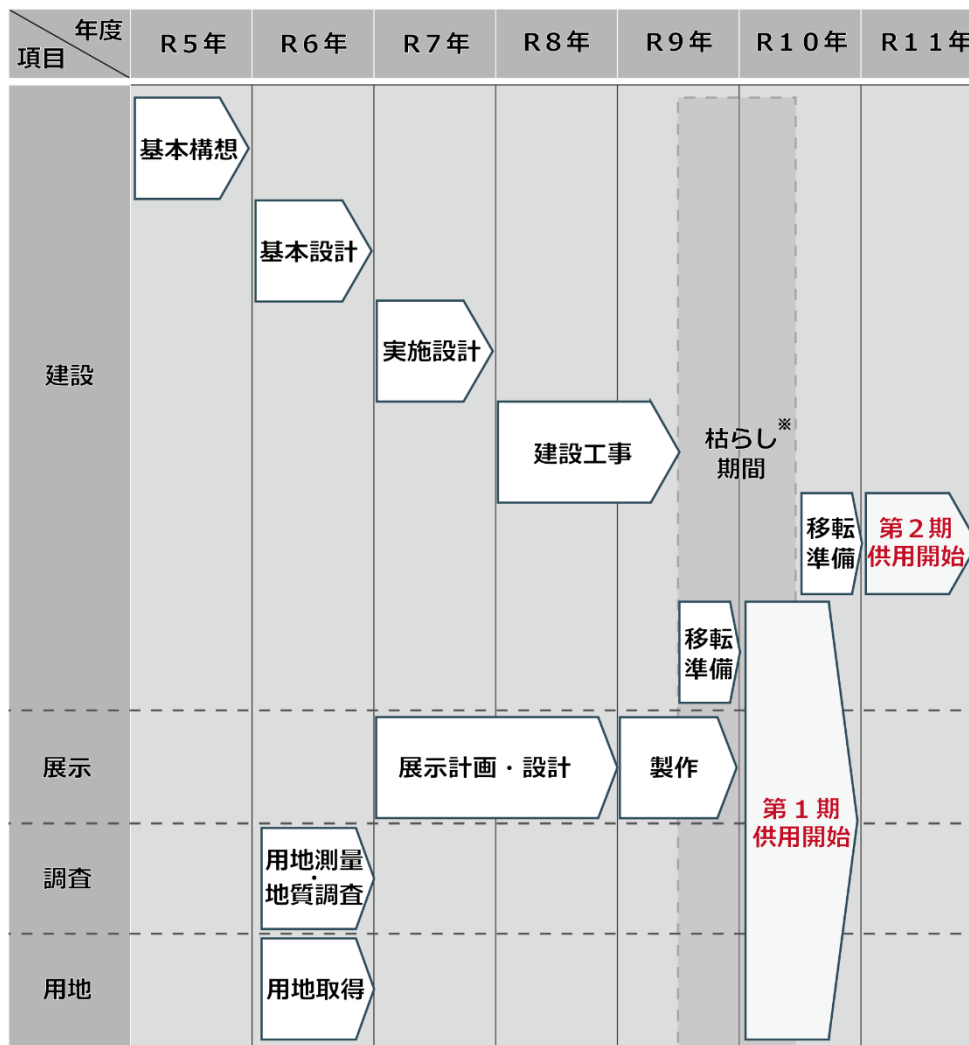 年度
項目
R5年
R6年
R7年
R8年
R9年
R10年
R11年
建設
基本構想
基本設計
実施設計
建設工事
枯らし※
期間
移転
準備
第2期
供用開始
移転
準備
展示
展示計画・設計
製作
第1期
供用開始
調査
用地測量
・
地質調査
用地
用地取得